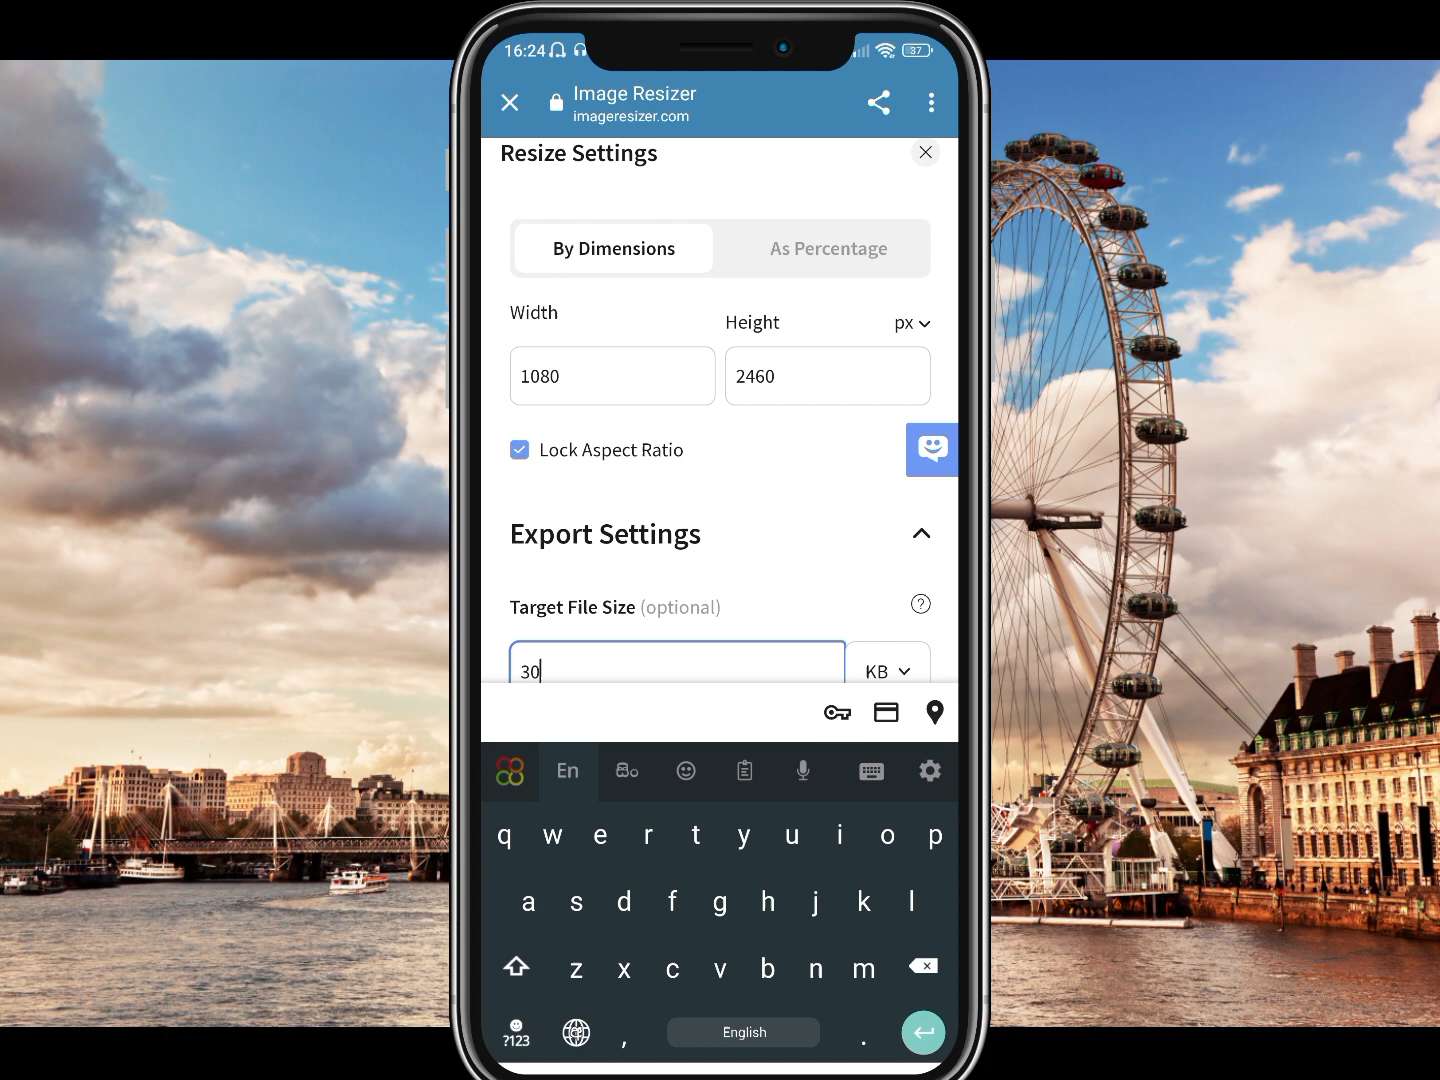 16:24
37
Image Resizer
imageresizer.com
Resize Settings
By Dimensions
As Percentage
Width
Height
px
1080
2460
Lock Aspect Ratio
Export Settings
Target File Size (optional)
?
30
KB
En
සිං
q w e r t y u i o p
a s d f g h j k l
z x c v b n m
?123
,
English
.